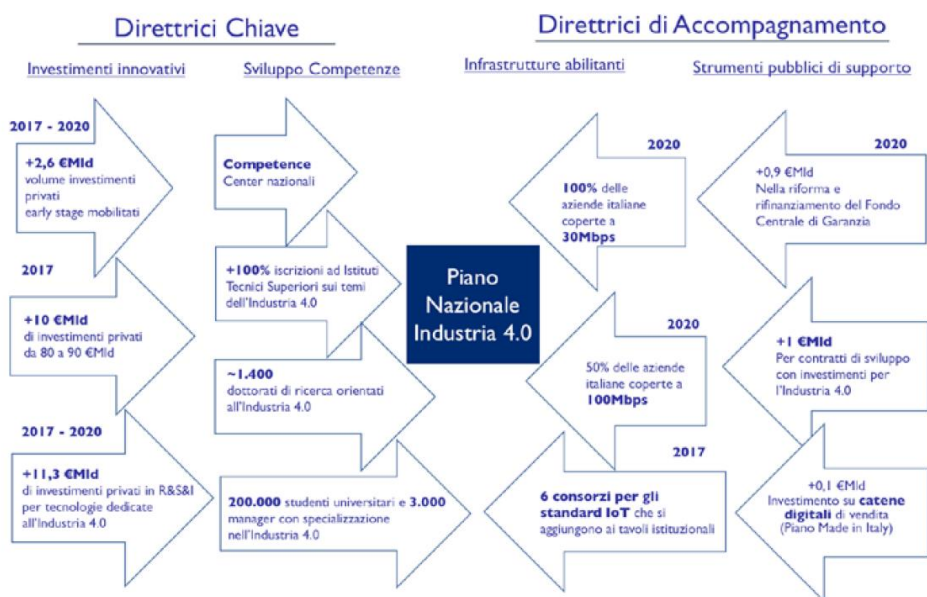 Direttrici Chiave
Direttrici di Accompagnamento
Investimenti innovativi
Sviluppo Competenze
Infrastrutture abilitanti
Strumenti pubblici di supporto
2017 - 2020
+2,6 €Mld
volume investimenti
privati
early stage mobilitati
2017
+10 €Mld
di investimenti privati
da 80 a 90 €Mld
2017 - 2020
+11,3 €Mld
di investimenti privati in R&S&I
per tecnologie dedicate
all'Industria 4.0
Competence
Center nazionali
+100% iscrizioni ad Istituti
Tecnici Superiori sui temi
dell'Industria 4.0
~1.400
dottorati di ricerca orientati
all'Industria 4.0
200.000 studenti universitari e 3.000
manager con specializzazione
nell'Industria 4.0
Piano
Nazionale
Industria 4.0
2020
100% delle
aziende italiane
coperte a
30Mbps
2020
50% delle aziende
italiane coperte a
100Mbps
2017
6 consorzi per gli
standard IoT che si
aggiungono ai tavoli istituzionali
2020
+0,9 €Mld
Nella riforma e
rifinanziamento del Fondo
Centrale di Garanzia
+1 €Mld
Per contratti di sviluppo
con investimenti per
l'Industria 4.0
+0,1 €Mld
Investimento su catene
digitali di vendita
(Piano Made in Italy)